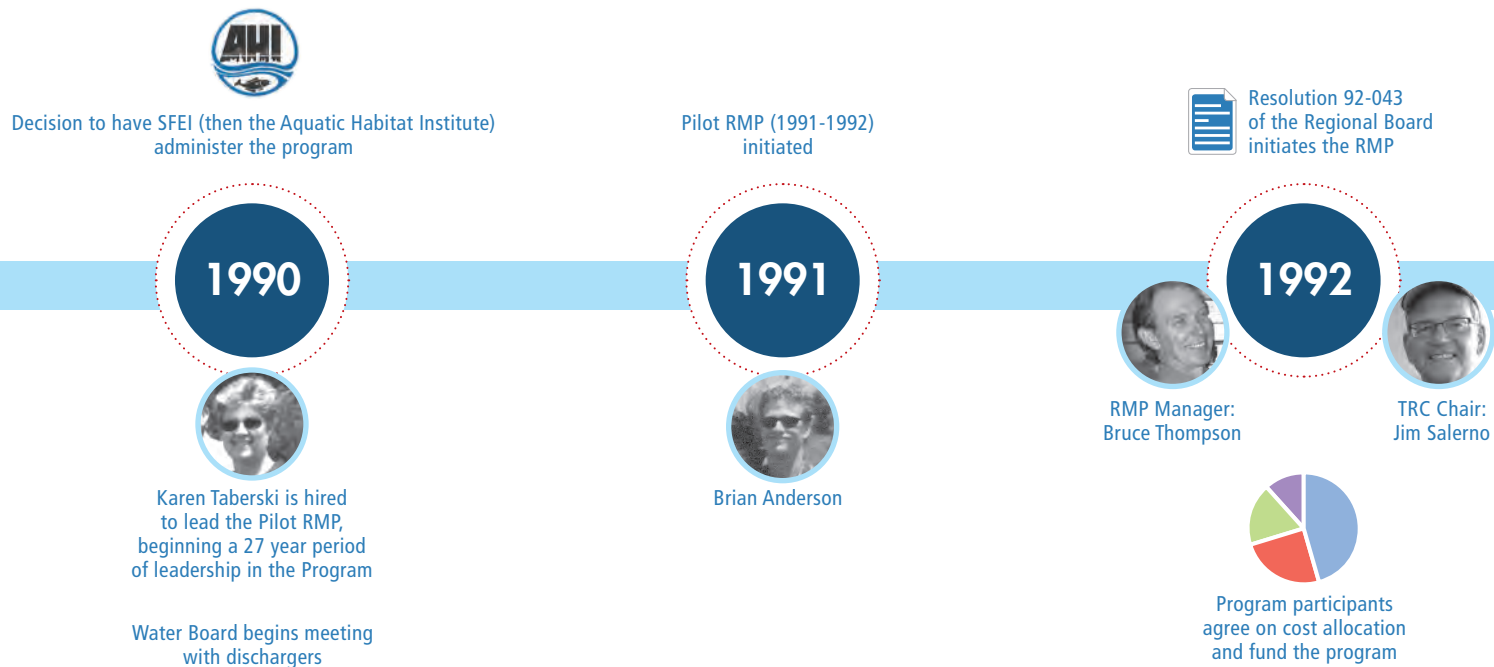 AHI
Decision to have SFEI (then the Aquatic Habitat Institute)
administer the program
1990
Karen Taberski is hired
to lead the Pilot RMP,
beginning a 27 year period
of leadership in the Program
Water Board begins meeting
with dischargers
Pilot RMP (1991-1992)
initiated
1991
Brian Anderson
Resolution 92-043
of the Regional Board
initiates the RMP
1992
RMP Manager:
Bruce Thompson
TRC Chair:
Jim Salerno
Program participants
agree on cost allocation
and fund the program